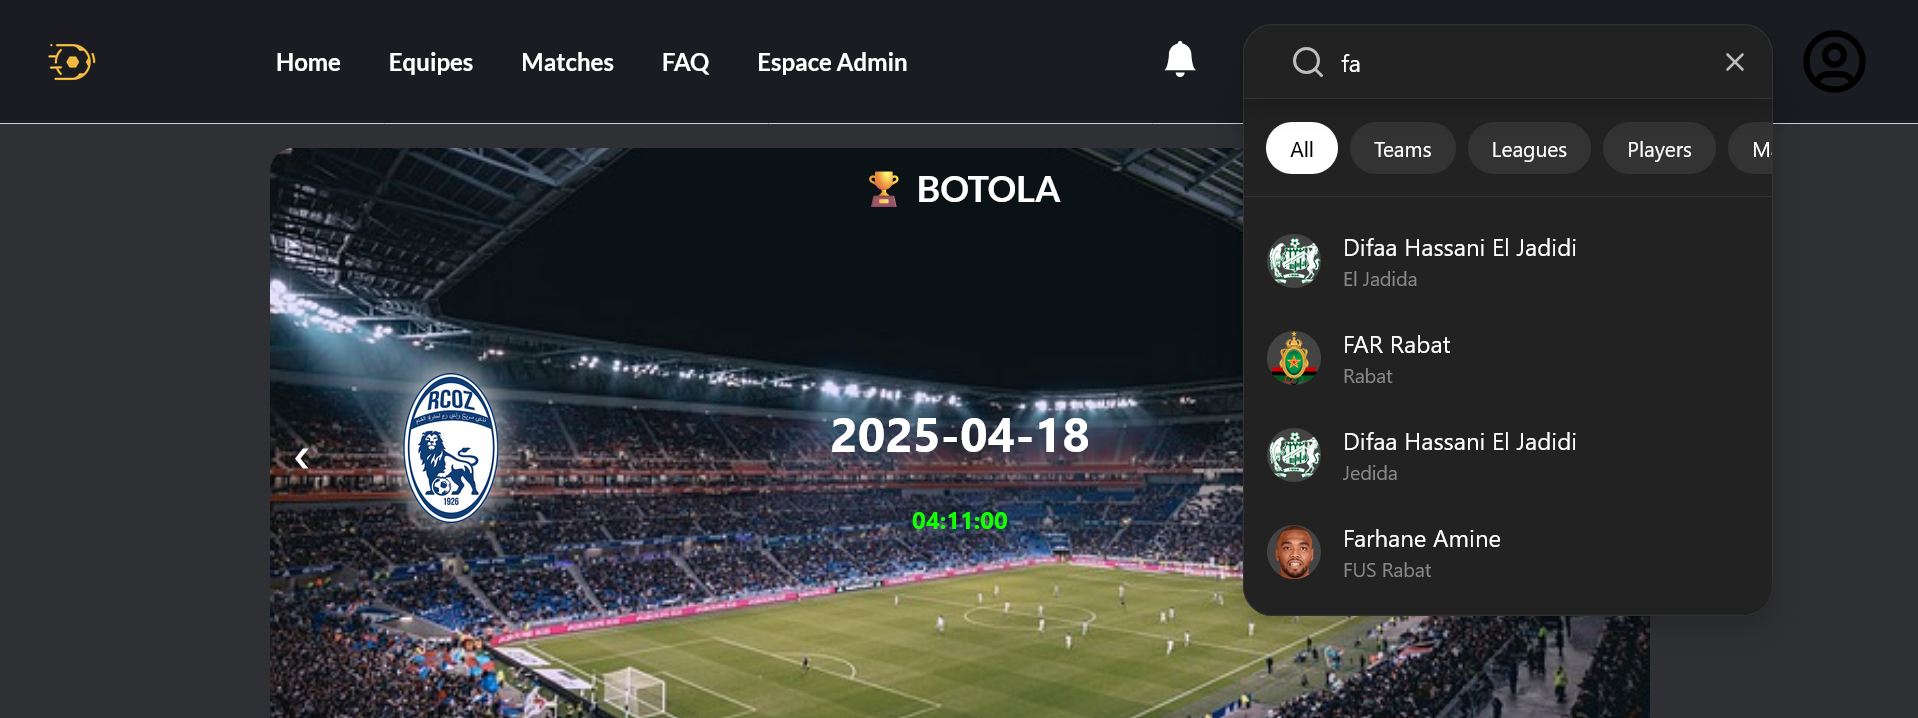 Home Equipes Matches FAQ Espace Admin
fa
All Teams Leagues Players
BOTOLA
Difaa Hassani El Jadidi
El Jadida
FAR Rabat
Rabat
Difaa Hassani El Jadidi
Jedida
Farhane Amine
FUS Rabat
RCOZ
1926
2025-04-18
04:11:00